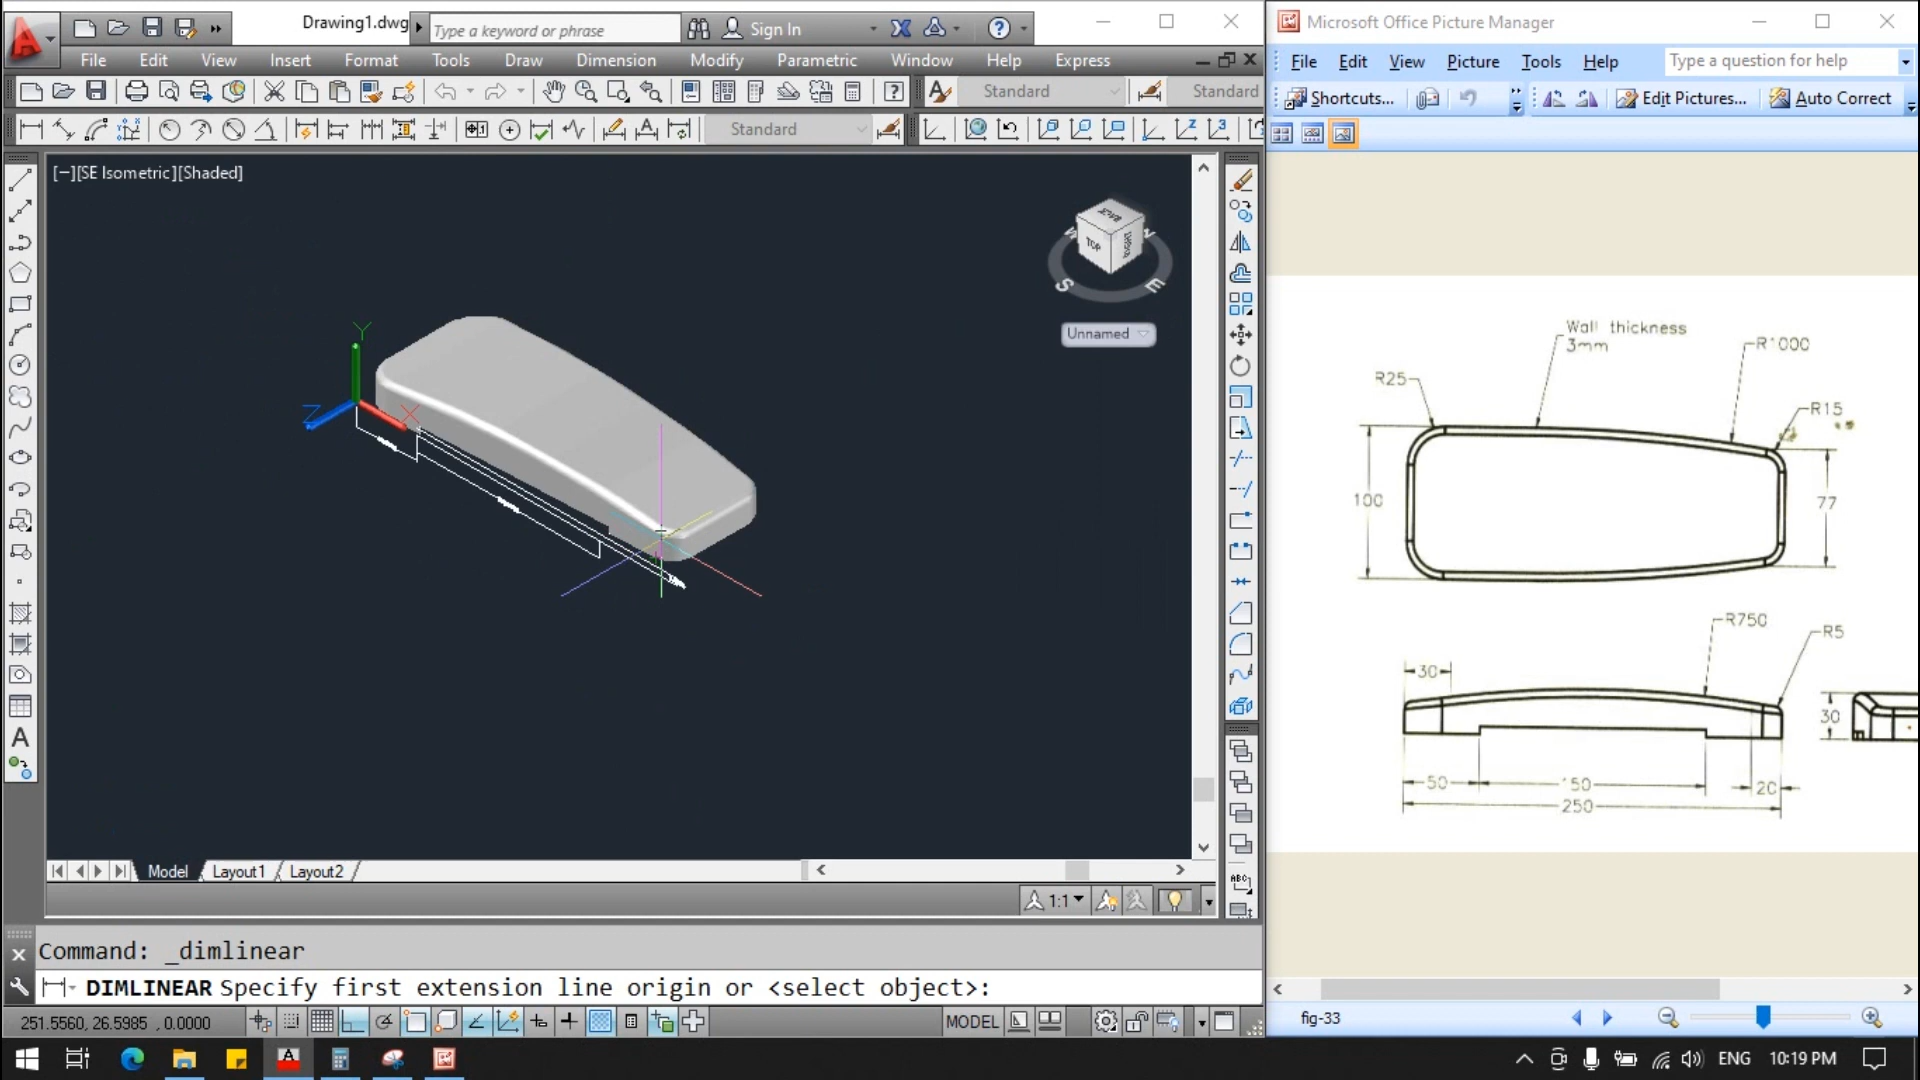 Drawing1.dwg
Type a keyword or phrase
Sign In
File Edit View Insert Format Tools Draw Dimension Modify Parametric Window Help Express
Standard
Standard
Standard
[−][SE Isometric][Shaded]
Y
Z
X
TOP
S
E
Unnamed
Model
Layout1
Layout2
1:1
Command: _dimlinear
DIMLINEAR Specify first extension line origin or <select object>:
251.5560, 26.5985 , 0.0000
MODEL
Microsoft Office Picture Manager
File Edit View Picture Tools Help
Type a question for help
Shortcuts...
Edit Pictures...
Auto Correct
Wall thickness
3mm
R1000
R25
R15
100
77
R750
R5
30
30
50
150
20
250
fig-33
ENG
10:19 PM